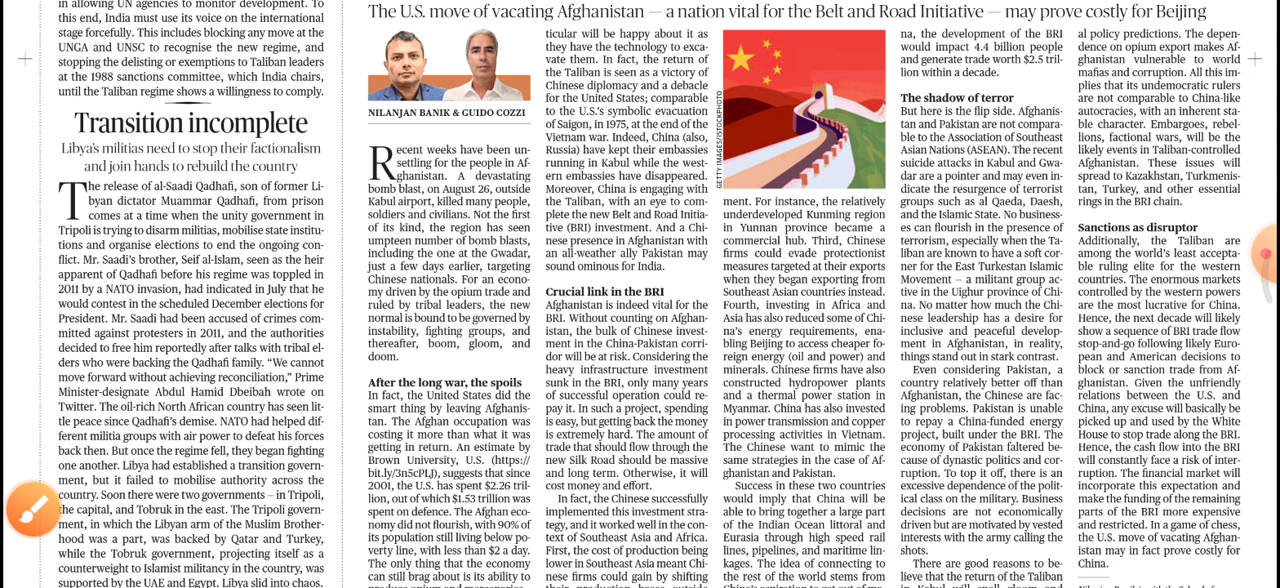 in allowing UN agencies to monitor development. To
this end, India must use its voice on the international
stage forcefully. This includes blocking any move at the
UNGA and UNSC to recognise the new regime, and
stopping the delisting or exemptions to Taliban leaders
at the 1988 sanctions committee, which India chairs,
until the Taliban regime shows a willingness to comply.
Transition incomplete
Libya's militias need to stop their factionalism
and join hands to rebuild the country
The release of al-Saadi Qadhafi, son of former Li-
byan dictator Muammar Qadhafi, from prison
comes at a time when the unity government in
Tripoli is trying to disarm militias, mobilise state institu-
tions and organise elections to end the ongoing con-
flict. Mr. Saadi's brother, Seif al-Islam, seen as the heir
apparent of Qadhafi before his regime was toppled in
2011 by a NATO invasion, had indicated in July that he
would contest in the scheduled December elections for
President. Mr. Saadi had been accused of crimes com-
mitted against protesters in 2011, and the authorities
decided to free him reportedly after talks with tribal el-
ders who were backing the Qadhafi family. “We cannot
move forward without achieving reconciliation,” Prime
Minister-designate Abdul Hamid Dbeibah wrote on
Twitter. The oil-rich North African country has seen lit-
tle peace since Qadhafi's demise. NATO had helped dif-
ferent militia groups with air power to defeat his forces
back then. But once the regime fell, they began fighting
one another. Libya had established a transition govern-
ment, but it failed to mobilise authority across the
country. Soon there were two governments – in Tripoli,
the capital, and Tobruk in the east. The Tripoli govern-
ment, in which the Libyan arm of the Muslim Brother-
hood was a part, was backed by Qatar and Turkey,
while the Tobruk government, projecting itself as a
counterweight to Islamist militancy in the country, was
supported by the UAE and Egypt. Libya slid into chaos.
The U.S. move of vacating Afghanistan — a nation vital for the Belt and Road Initiative — may prove costly for Beijing
NILANJAN BANIK & GUIDO COZZI
Recent weeks have been un-
settling for the people in Af-
ghanistan. A devastating
bomb blast, on August 26, outside
Kabul airport, killed many people,
soldiers and civilians. Not the first
of its kind, the region has seen
umpteen number of bomb blasts,
including the one at the Gwadar,
just a few days earlier, targeting
Chinese nationals. For an econo-
my driven by the opium trade and
ruled by tribal leaders, the new
normal is bound to be governed by
instability, fighting groups, and
thereafter, boom, gloom, and
doom.
After the long war, the spoils
In fact, the United States did the
smart thing by leaving Afghanis-
tan. The Afghan occupation was
costing it more than what it was
getting in return. An estimate by
Brown University, U.S. (https://
bit.ly/3n5cPLf), suggests that since
2001, the U.S. has spent $2.26 tril-
lion, out of which $1.53 trillion was
spent on defence. The Afghan eco-
nomy did not flourish, with 90% of
its population still living below po-
verty line, with less than $2 a day.
The only thing that the economy
can brag about is its ability to
ticular will be happy about it as
they have the technology to exca-
vate them. In fact, the return of
the Taliban is seen as a victory of
Chinese diplomacy and a debacle
for the United States; comparable
to the U.S.'s symbolic evacuation
of Saigon, in 1975, at the end of the
Vietnam war. Indeed, China (also,
Russia) have kept their embassies
running in Kabul while the west-
ern embassies have disappeared.
Moreover, China is engaging with
the Taliban, with an eye to com-
plete the new Belt and Road Initia-
tive (BRI) investment. And a Chi-
nese presence in Afghanistan with
an all-weather ally Pakistan may
sound ominous for India.
Crucial link in the BRI
Afghanistan is indeed vital for the
BRI. Without counting on Afghan-
istan, the bulk of Chinese invest-
ment in the China-Pakistan corri-
dor will be at risk. Considering the
heavy infrastructure investment
sunk in the BRI, only many years
of successful operation could re-
pay it. In such a project, spending
is easy, but getting back the money
is extremely hard. The amount of
trade that should flow through the
new Silk Road should be massive
and long term. Otherwise, it will
cost money and effort.
In fact, the Chinese successfully
implemented this investment stra-
tegy, and it worked well in the con-
text of Southeast Asia and Africa.
First, the cost of production being
lower in Southeast Asia meant Chi-
nese firms could gain by shifting
GETTY IMAGES/ISTOCKPHOTO
ment. For instance, the relatively
underdeveloped Kunming region
in Yunnan province became a
commercial hub. Third, Chinese
firms could evade protectionist
measures targeted at their exports
when they began exporting from
Southeast Asian countries instead.
Fourth, investing in Africa and
Asia has also reduced some of Chi-
na's energy requirements, ena-
bling Beijing to access cheaper fo-
reign energy (oil and power) and
minerals. Chinese firms have also
constructed hydropower plants
and a thermal power station in
Myanmar. China has also invested
in power transmission and copper
processing activities in Vietnam.
The Chinese want to mimic the
same strategies in the case of Af-
ghanistan and Pakistan.
Success in these two countries
would imply that China will be
able to bring together a large part
of the Indian Ocean littoral and
Eurasia through high speed rail
lines, pipelines, and maritime lin-
kages. The idea of connecting to
the rest of the world stems from
na, the development of the BRI
would impact 4.4 billion people
and generate trade worth $2.5 tril-
lion within a decade.
The shadow of terror
But here is the flip side. Afghanis-
tan and Pakistan are not compara-
ble to the Association of Southeast
Asian Nations (ASEAN). The recent
suicide attacks in Kabul and Gwa-
dar are a pointer and may even in-
dicate the resurgence of terrorist
groups such as al Qaeda, Daesh,
and the Islamic State. No business-
es can flourish in the presence of
terrorism, especially when the Ta-
liban are known to have a soft cor-
ner for the East Turkestan Islamic
Movement – a militant group act-
ive in the Uighur province of Chi-
na. No matter how much the Chi-
nese leadership has a desire for
inclusive and peaceful develop-
ment in Afghanistan, in reality,
things stand out in stark contrast.
Even considering Pakistan, a
country relatively better off than
Afghanistan, the Chinese are fac-
ing problems. Pakistan is unable
to repay a China-funded energy
project, built under the BRI. The
economy of Pakistan faltered be-
cause of dynastic politics and cor-
ruption. To top it off, there is an
excessive dependence of the polit-
ical class on the military. Business
decisions are not economically
driven but are motivated by vested
interests with the army calling the
shots.
There are good reasons to be-
lieve that the return of the Taliban
al policy predictions. The depen-
dence on opium export makes Af-
ghanistan vulnerable to world
mafias and corruption. All this im-
plies that its undemocratic rulers
are not comparable to China-like
autocracies, with an inherent sta-
ble character. Embargoes, rebel-
lions, factional wars, will be the
likely events in Taliban-controlled
Afghanistan. These issues will
spread to Kazakhstan, Turkmenis-
tan, Turkey, and other essential
rings in the BRI chain.
Sanctions as disruptor
Additionally, the Taliban are
among the world's least accepta-
ble ruling elite for the western
countries. The enormous markets
controlled by the western powers
are the most lucrative for China.
Hence, the next decade will likely
show a sequence of BRI trade flow
stop-and-go following likely Euro-
pean and American decisions to
block or sanction trade from Af-
ghanistan. Given the unfriendly
relations between the U.S. and
China, any excuse will basically be
picked up and used by the White
House to stop trade along the BRI.
Hence, the cash flow into the BRI
will constantly face a risk of inter-
ruption. The financial market will
incorporate this expectation and
make the funding of the remaining
parts of the BRI more expensive
and restricted. In a game of chess,
the U.S. move of vacating Afghan-
istan may in fact prove costly for
China.